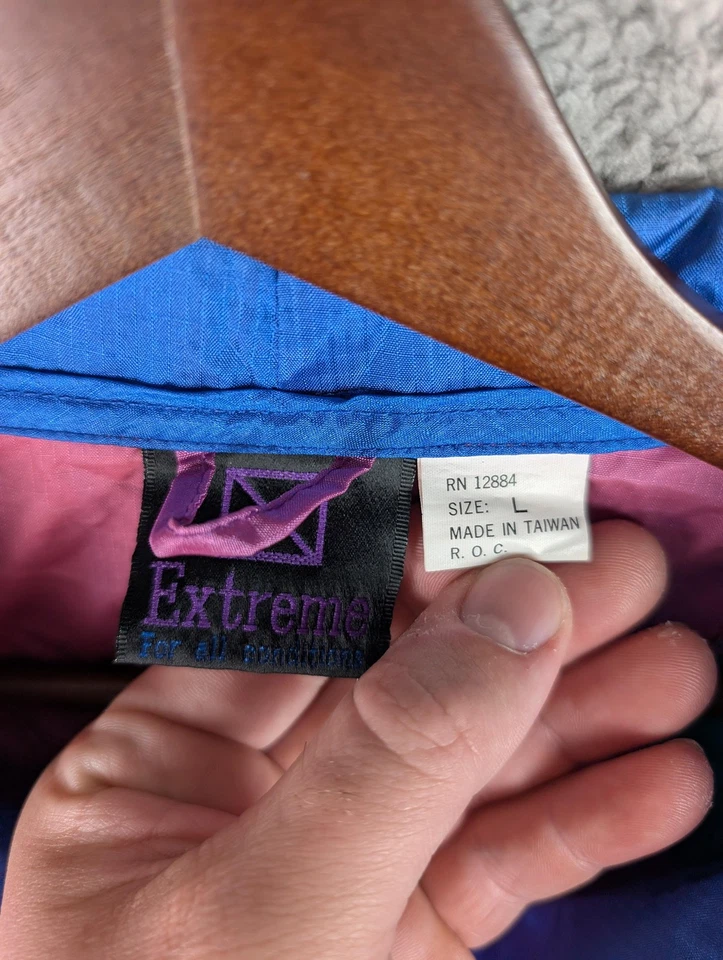 Extreme
For all conditions
RN 12884
SIZE: L
MADE IN TAIWAN
R. O. C.